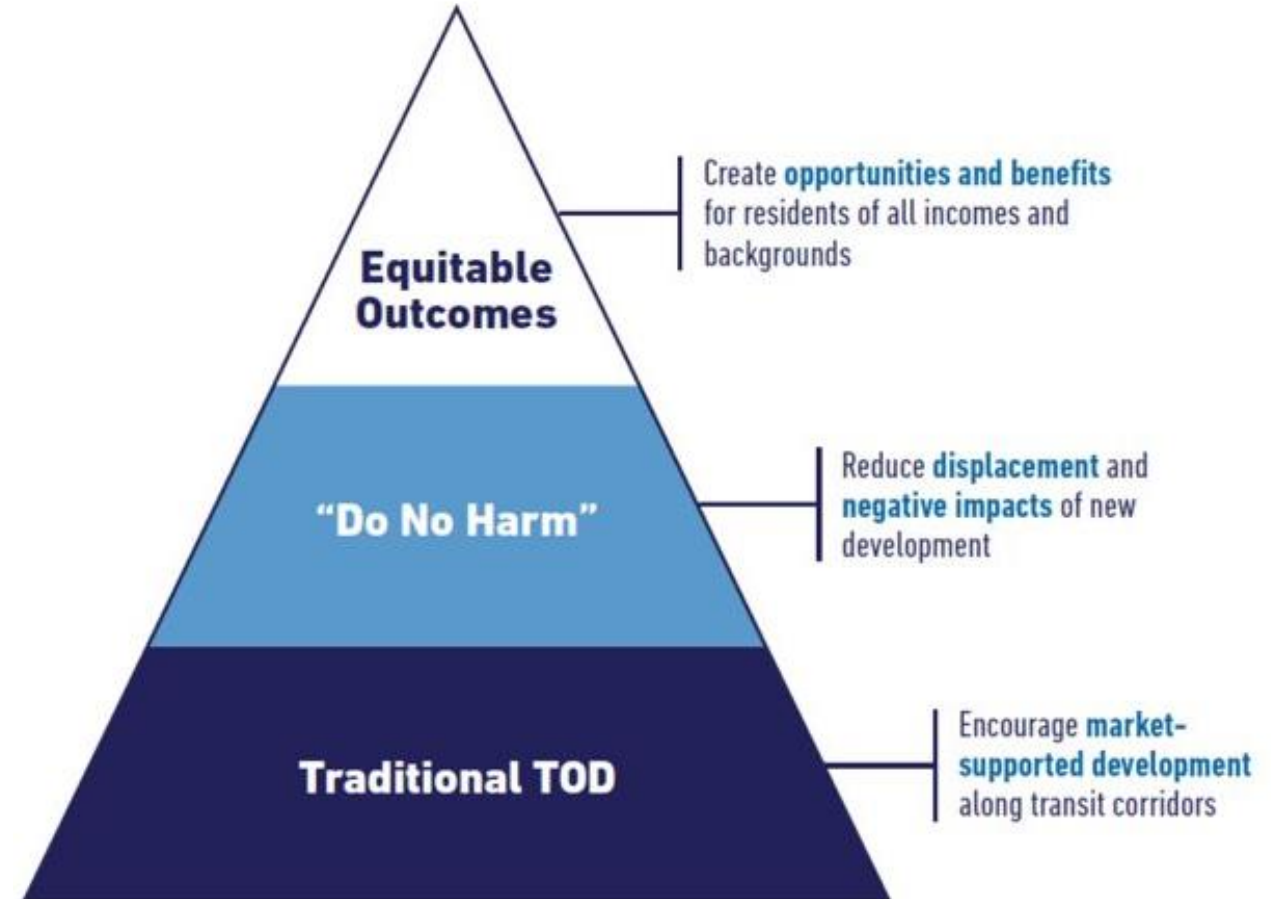 Create opportunities and benefits
for residents of all incomes and
backgrounds
Equitable
Outcomes
Reduce displacement and
negative impacts of new
development
“Do No Harm”
Encourage market-
supported development
along transit corridors
Traditional TOD